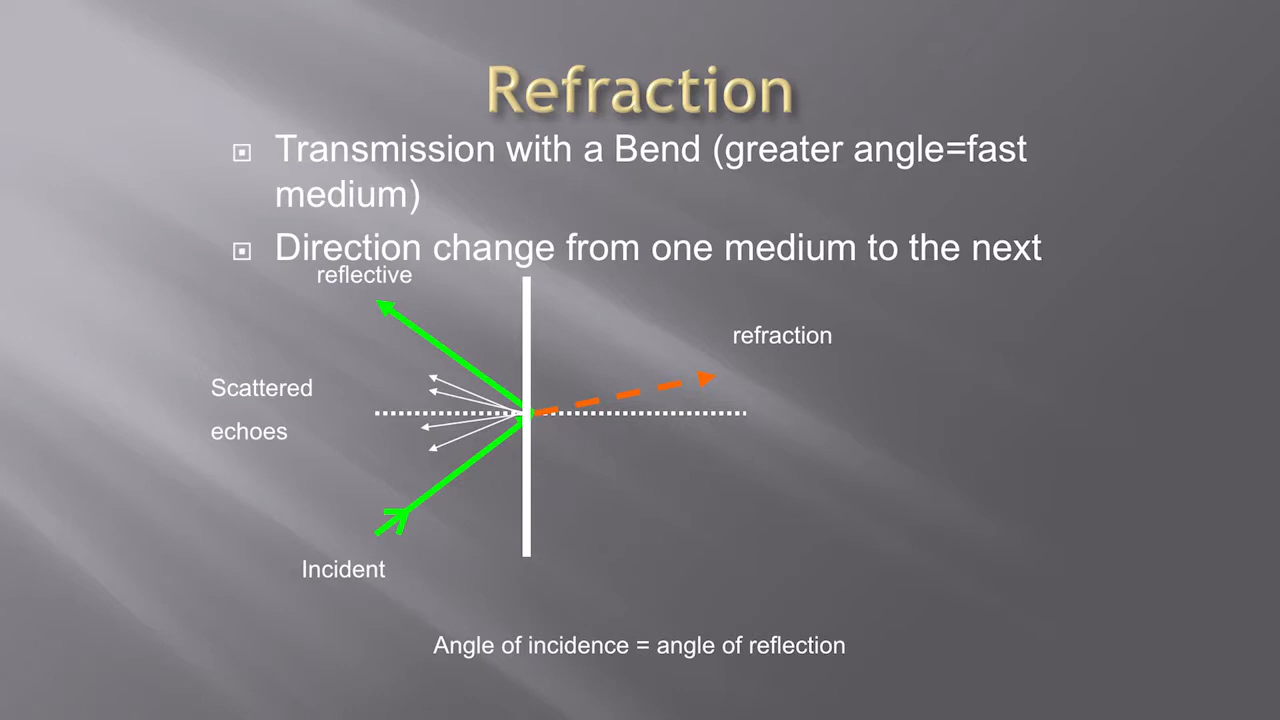 Refraction
Transmission with a Bend (greater angle=fast
medium)
Direction change from one medium to the next
reflective
refraction
Scattered
echoes
Incident
Angle of incidence = angle of reflection